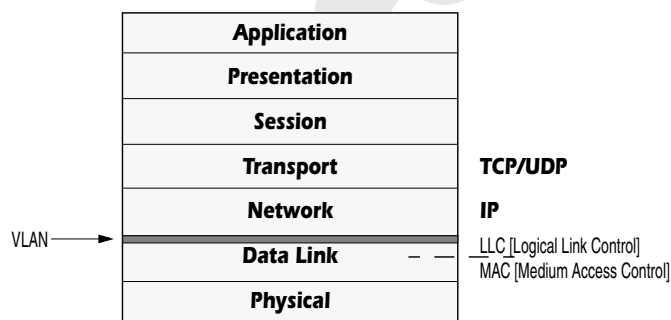 Application
Presentation
Session
Transport
TCP/UDP
Network
IP
VLAN
LLC [Logical Link Control]
Data Link
MAC [Medium Access Control]
Physical